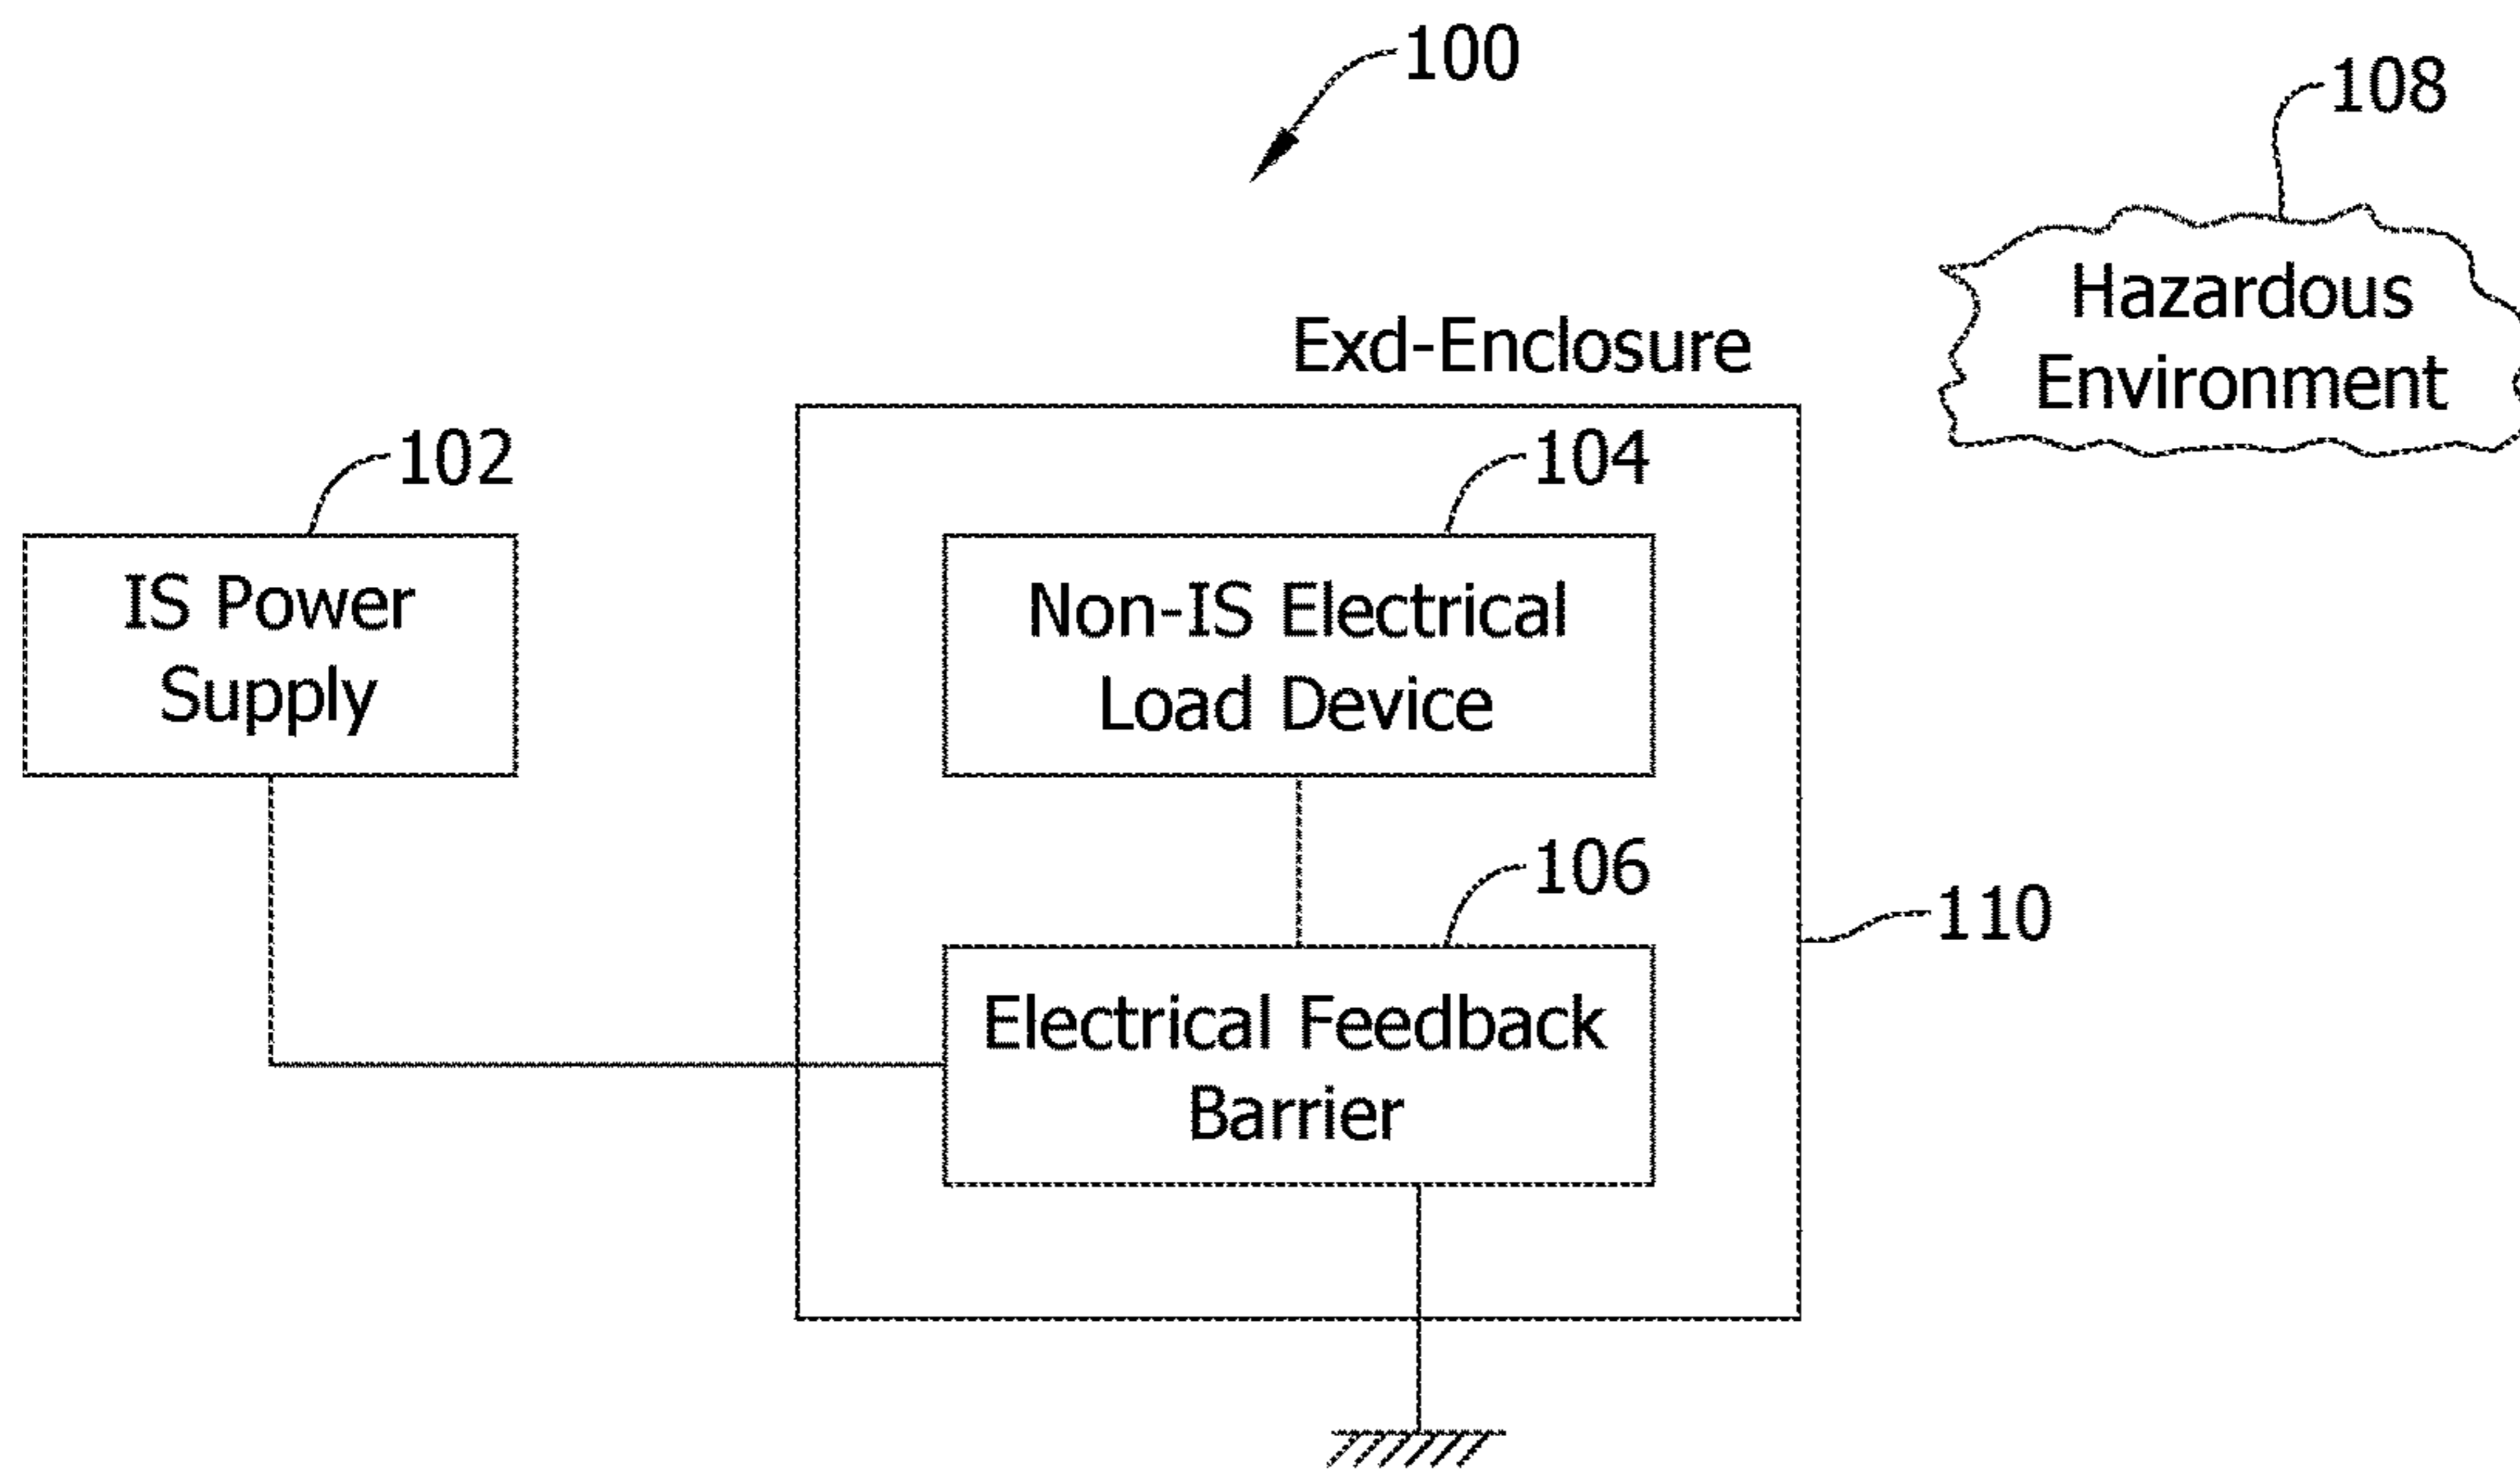 100
108
Hazardous
Environment
Exd-Enclosure
102
104
IS Power
Supply
Non-IS Electrical
Load Device
106
110
Electrical Feedback
Barrier